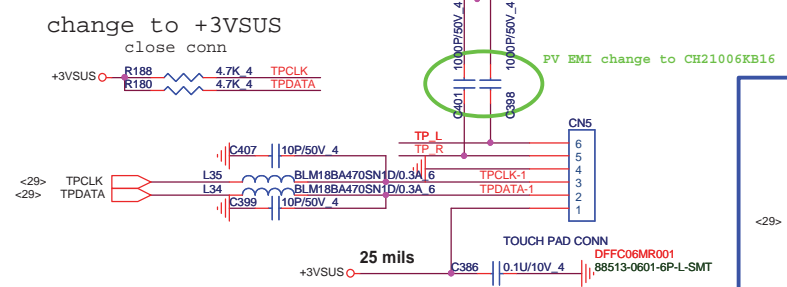 change to +3VSUS
close conn
+3VSUS
R188 4.7K_4 TPCLK
R180 4.7K_4 TPDATA
1000P/50V_4
1000P/50V_4
PV EMI change to CH21006KB16
C401
C398
CN5
TP_L 6
TP_R 5
4
C407 10P/50V_4
<29> TPCLK L35 BLM18BA470SN1D/0.3A_6 TPCLK-1 3
<29> TPDATA L34 BLM18BA470SN1D/0.3A_6 TPDATA-1 2
C399 10P/50V_4
1
<29>
TOUCH PAD CONN
25 mils
DFFC06MR001
+3VSUS C386 0.1U/10V_4 88513-0601-6P-L-SMT